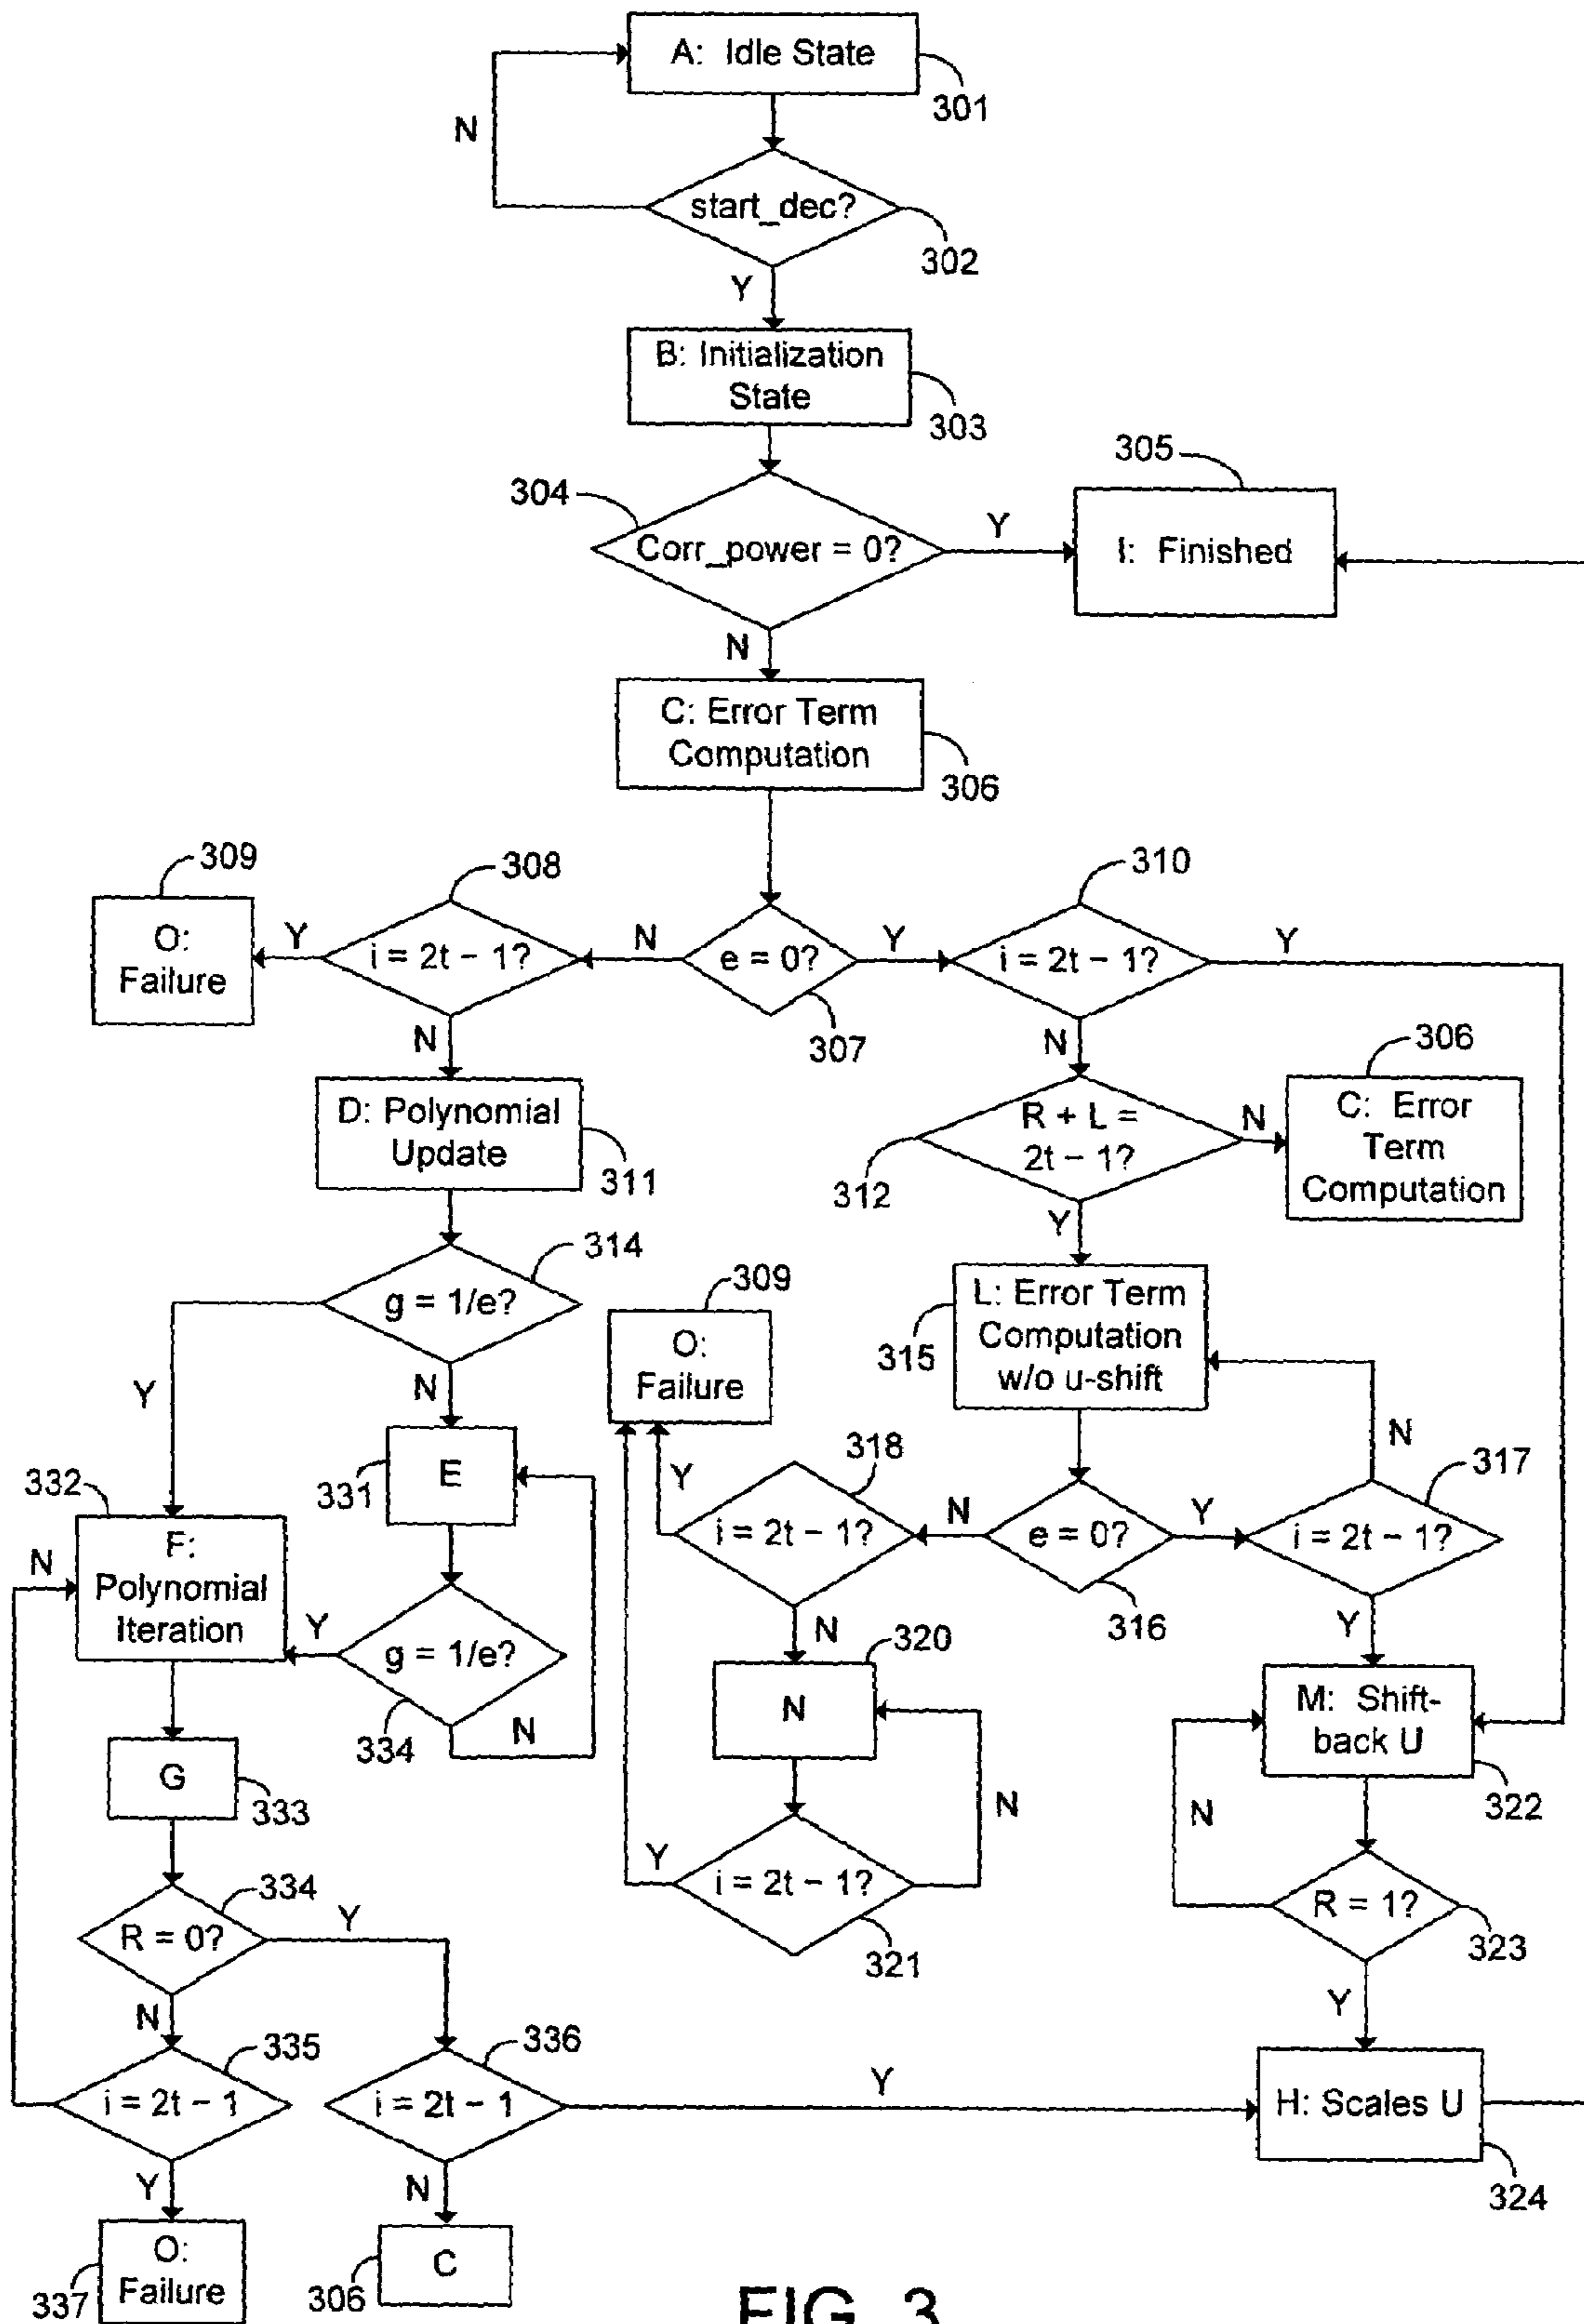 A: Idle State
301
N
start_dec?
302
Y
B: Initialization
State
303
305
304
Corr_power = 0?
Y
I: Finished
N
C: Error Term
Computation
306
309
308
310
O:
Failure
Y
i = 2t − 1?
N
e = 0?
Y
i = 2t − 1?
Y
307
N
N
306
D: Polynomial
Update
311
R + L =
2t − 1?
312
N
C: Error
Term
Computation
Y
314
g = 1/e?
309
O:
Failure
L: Error Term
Computation
w/o u-shift
315
Y
N
N
E
331
318
317
332
Y
i = 2t − 1?
N
e = 0?
Y
i = 2t − 1?
316
N
F:
Polynomial
Iteration
Y
g = 1/e?
334
N
N
320
N
Y
M: Shift-
back U
322
G
333
N
N
Y
i = 2t − 1?
321
R = 1?
323
334
R = 0?
Y
N
Y
335
i = 2t − 1
336
i = 2t − 1
Y
H: Scales U
324
Y
N
O:
Failure
337
C
306
FIG. 3